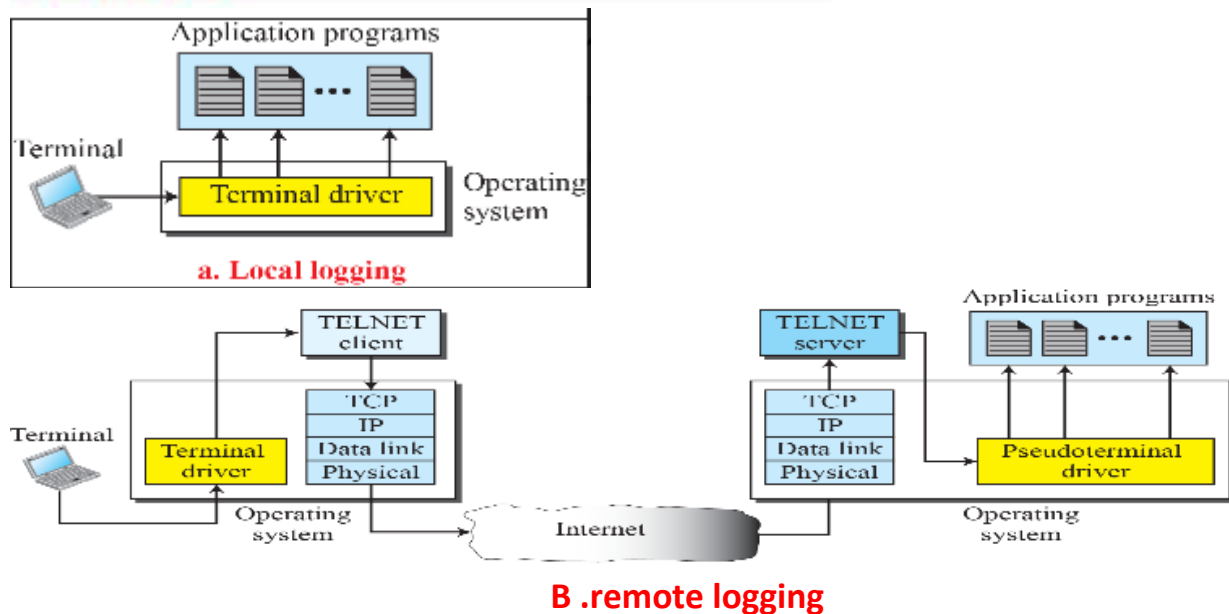 Application programs
Terminal
Terminal driver
Operating
system
a. Local logging
Application programs
TELNET
client
TELNET
server
TCP
IP
Data link
Physical
TCP
IP
Data link
Physical
Terminal
Terminal
driver
Pseudoterminal
driver
Operating
system
Internet
Operating
system
B .remote logging